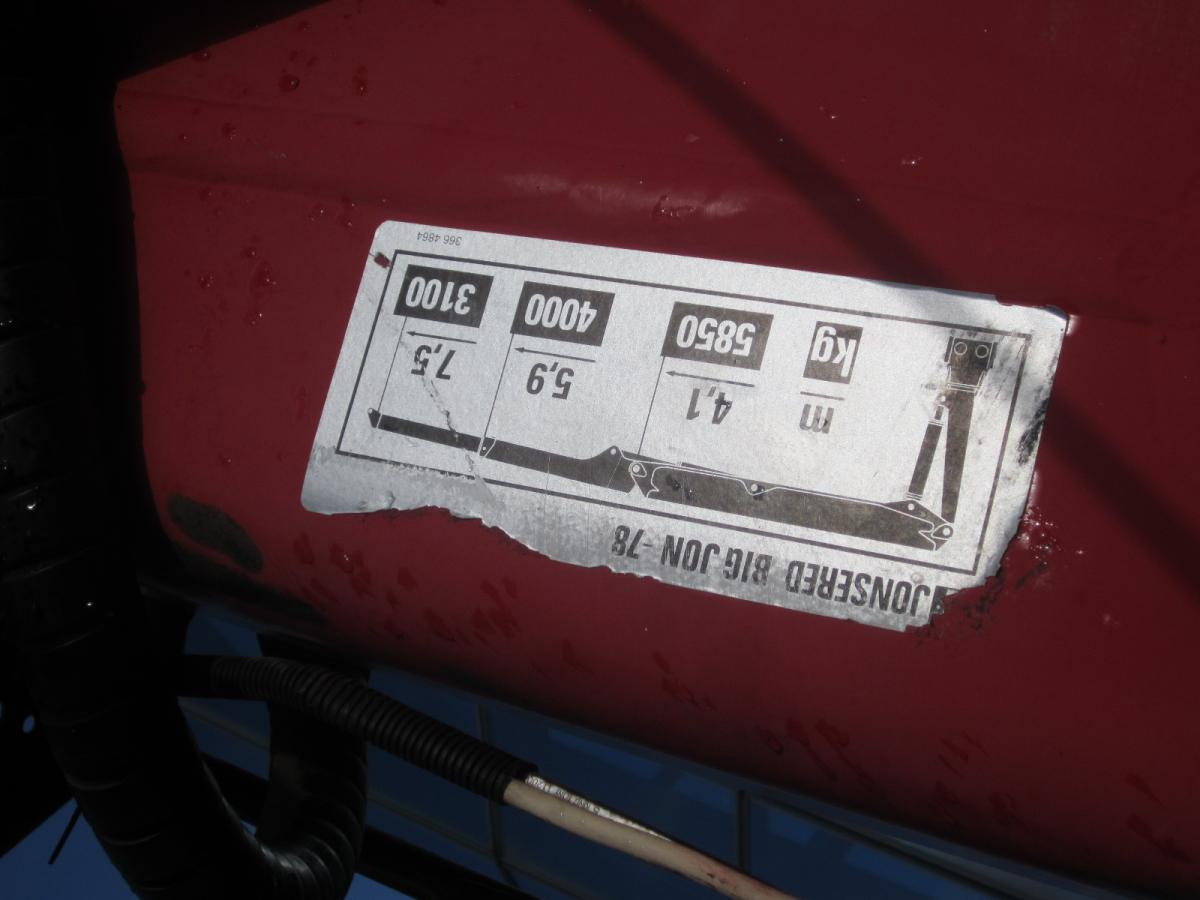 JONSERED BIG JON -78
m 4,1 5,9 7,5
kg 5850 4000 3100
366 4864